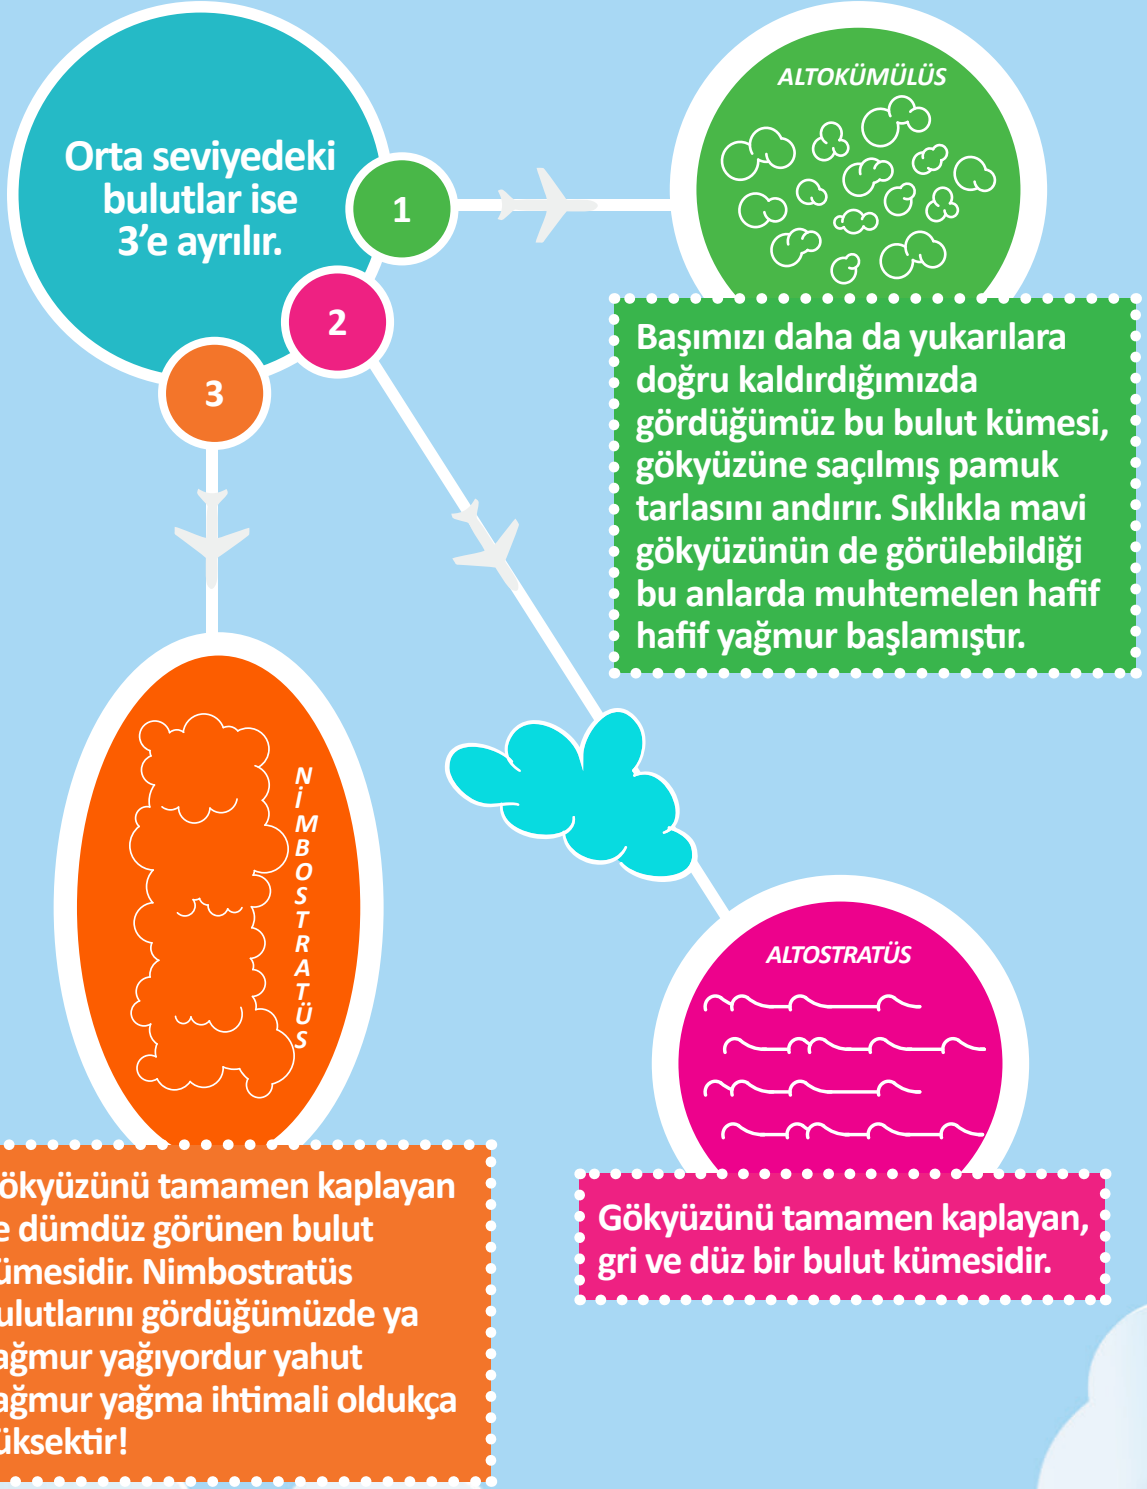 Orta seviyedeki
bulutlar ise
3’e ayrılır.
1
2
3
ALTOKÜMÜLÜS
Başımızı daha da yukarılara
doğru kaldırdığımızda
gördüğümüz bu bulut kümesi,
gökyüzüne saçılmış pamuk
tarlasını andırır. Sıklıkla mavi
gökyüzünün de görülebildiği
bu anlarda muhtemelen hafif
hafif yağmur başlamıştır.
ALTOSTRATÜS
Gökyüzünü tamamen kaplayan,
gri ve düz bir bulut kümesidir.
NİMBOSTRATÜS
ökyüzünü tamamen kaplayan
e dümdüz görünen bulut
ümesidir. Nimbostratüs
ulutlarını gördüğümüzde ya
ağmur yağıyordur yahut
ağmur yağma ihtimali oldukça
üksektir!